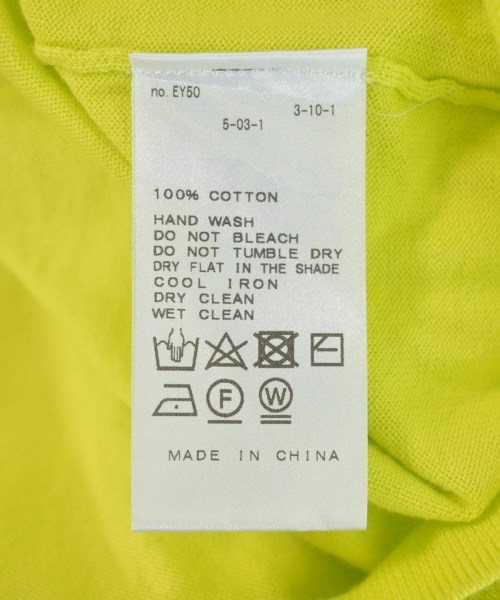 no. EY50
3-10-1
5-03-1
100% COTTON
HAND WASH
DO NOT BLEACH
DO NOT TUMBLE DRY
DRY FLAT IN THE SHADE
COOL IRON
DRY CLEAN
WET CLEAN
F
W
MADE IN CHINA